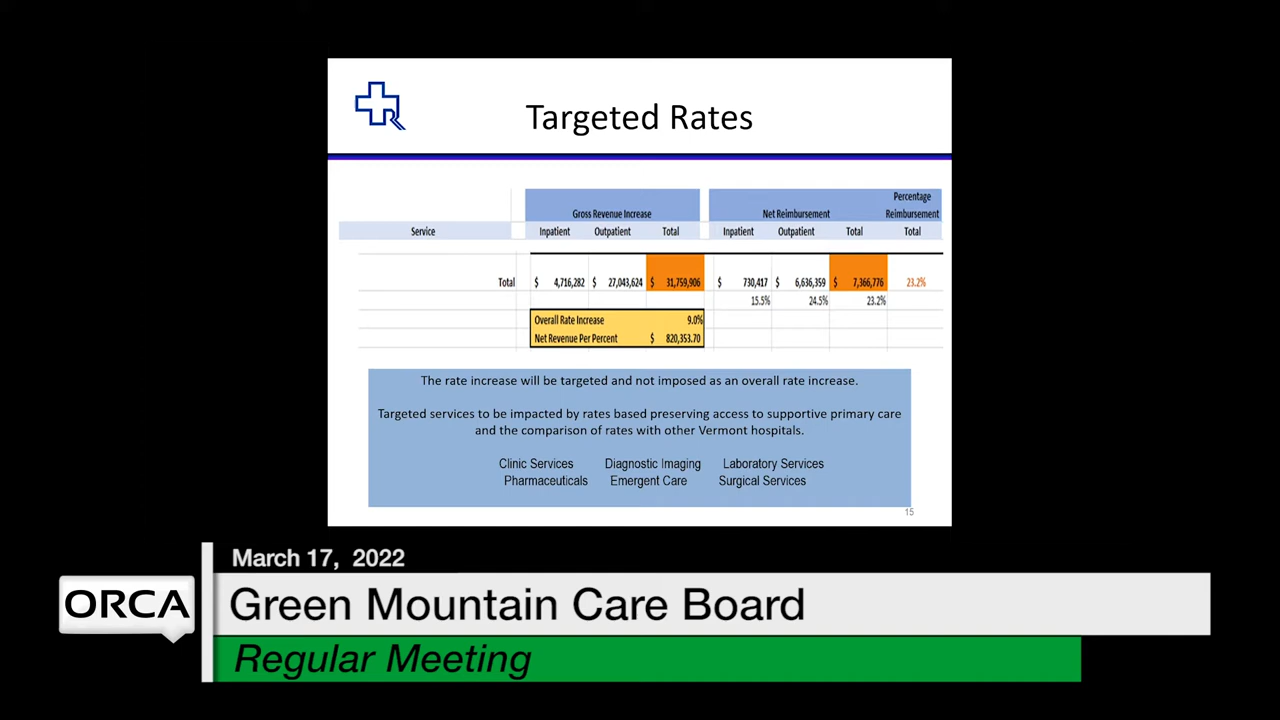 Targeted Rates
Gross Revenue Increase Net Reimbursement Percentage Reimbursement
Service Inpatient Outpatient Total Inpatient Outpatient Total Total
Total $ 4,716,282 $ 27,043,624 $ 31,759,906 $ 730,417 $ 6,636,359 $ 7,366,776 23.2%
15.5% 24.5% 23.2%
Overall Rate Increase 9.0%
Net Revenue Per Percent $ 820,353.70
The rate increase will be targeted and not imposed as an overall rate increase.
Targeted services to be impacted by rates based preserving access to supportive primary care
and the comparison of rates with other Vermont hospitals.
Clinic Services Diagnostic Imaging Laboratory Services
Pharmaceuticals Emergent Care Surgical Services
15
March 17, 2022
ORCA
Green Mountain Care Board
Regular Meeting